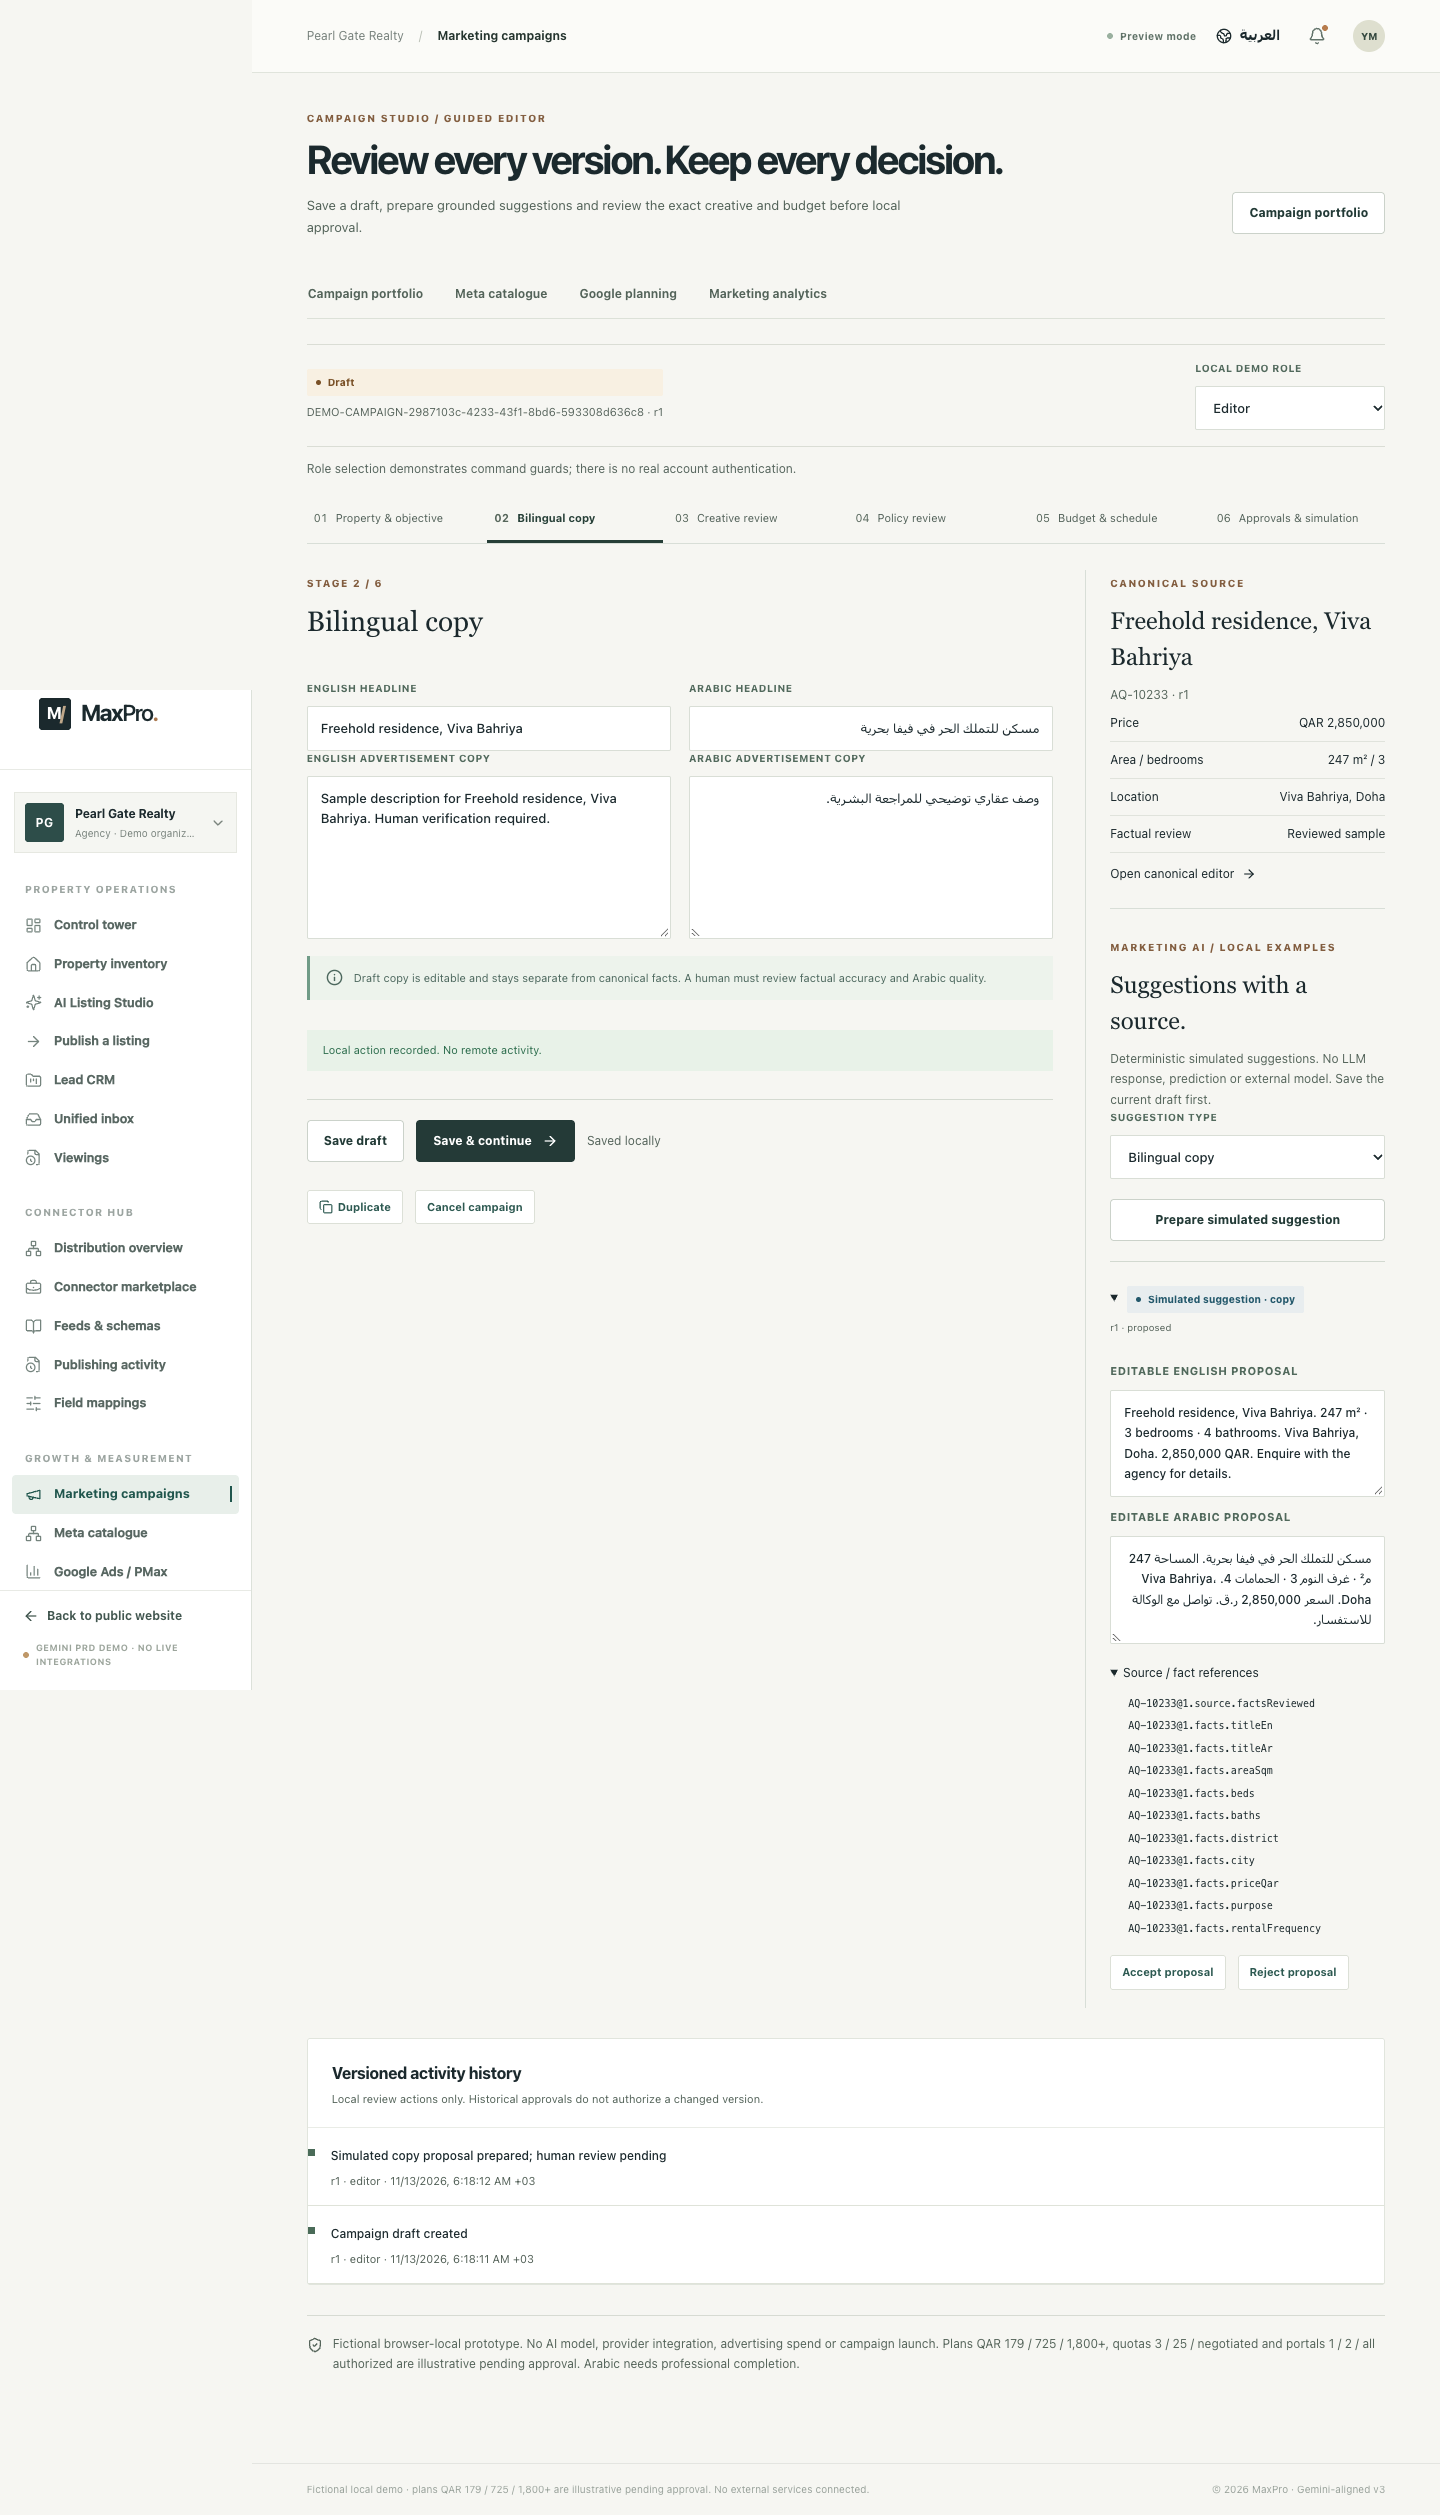 Pearl Gate Realty / Marketing campaigns
Preview mode
العربية
YM
CAMPAIGN STUDIO / GUIDED EDITOR
Review every version. Keep every decision.
Save a draft, prepare grounded suggestions and review the exact creative and budget before local
approval.
Campaign portfolio
Campaign portfolio
Meta catalogue
Google planning
Marketing analytics
Draft
DEMO-CAMPAIGN-2987103c-4233-43f1-8bd6-593308d636c8 · r1
LOCAL DEMO ROLE
Editor
Role selection demonstrates command guards; there is no real account authentication.
01 Property & objective
02 Bilingual copy
03 Creative review
04 Policy review
05 Budget & schedule
06 Approvals & simulation
STAGE 2 / 6
Bilingual copy
ENGLISH HEADLINE
Freehold residence, Viva Bahriya
ARABIC HEADLINE
مسكن للتملك الحر في فيفا بحرية
ENGLISH ADVERTISEMENT COPY
Sample description for Freehold residence, Viva
Bahriya. Human verification required.
ARABIC ADVERTISEMENT COPY
وصف عقاري توضيحي للمراجعة البشرية.
Draft copy is editable and stays separate from canonical facts. A human must review factual accuracy and Arabic quality.
Local action recorded. No remote activity.
Save draft
Save & continue
Saved locally
Duplicate
Cancel campaign
CANONICAL SOURCE
Freehold residence, Viva
Bahriya
AQ-10233 · r1
Price QAR 2,850,000
Area / bedrooms 247 m² / 3
Location Viva Bahriya, Doha
Factual review Reviewed sample
Open canonical editor
MARKETING AI / LOCAL EXAMPLES
Suggestions with a
source.
Deterministic simulated suggestions. No LLM
response, prediction or external model. Save the
current draft first.
SUGGESTION TYPE
Bilingual copy
Prepare simulated suggestion
Simulated suggestion · copy
r1 · proposed
EDITABLE ENGLISH PROPOSAL
Freehold residence, Viva Bahriya. 247 m² ·
3 bedrooms · 4 bathrooms. Viva Bahriya,
Doha. 2,850,000 QAR. Enquire with the
agency for details.
EDITABLE ARABIC PROPOSAL
مسكن للتملك الحر في فيفا بحرية. المساحة 247
م² · غرف النوم 3 · الحمامات 4. Viva Bahriya،
Doha. السعر 2,850,000 ر.ق. تواصل مع الوكالة
للاستفسار.
Source / fact references
AQ-10233@1.source.factsReviewed
AQ-10233@1.facts.titleEn
AQ-10233@1.facts.titleAr
AQ-10233@1.facts.areaSqm
AQ-10233@1.facts.beds
AQ-10233@1.facts.baths
AQ-10233@1.facts.district
AQ-10233@1.facts.city
AQ-10233@1.facts.priceQar
AQ-10233@1.facts.purpose
AQ-10233@1.facts.rentalFrequency
Accept proposal
Reject proposal
M/ MaxPro.
PG
Pearl Gate Realty
Agency · Demo organiz...
PROPERTY OPERATIONS
Control tower
Property inventory
AI Listing Studio
Publish a listing
Lead CRM
Unified inbox
Viewings
CONNECTOR HUB
Distribution overview
Connector marketplace
Feeds & schemas
Publishing activity
Field mappings
GROWTH & MEASUREMENT
Marketing campaigns
Meta catalogue
Google Ads / PMax
Back to public website
GEMINI PRD DEMO · NO LIVE
INTEGRATIONS
Versioned activity history
Local review actions only. Historical approvals do not authorize a changed version.
Simulated copy proposal prepared; human review pending
r1 · editor · 11/13/2026, 6:18:12 AM +03
Campaign draft created
r1 · editor · 11/13/2026, 6:18:11 AM +03
Fictional browser-local prototype. No AI model, provider integration, advertising spend or campaign launch. Plans QAR 179 / 725 / 1,800+, quotas 3 / 25 / negotiated and portals 1 / 2 / all
authorized are illustrative pending approval. Arabic needs professional completion.
Fictional local demo · plans QAR 179 / 725 / 1,800+ are illustrative pending approval. No external services connected.
© 2026 MaxPro · Gemini-aligned v3